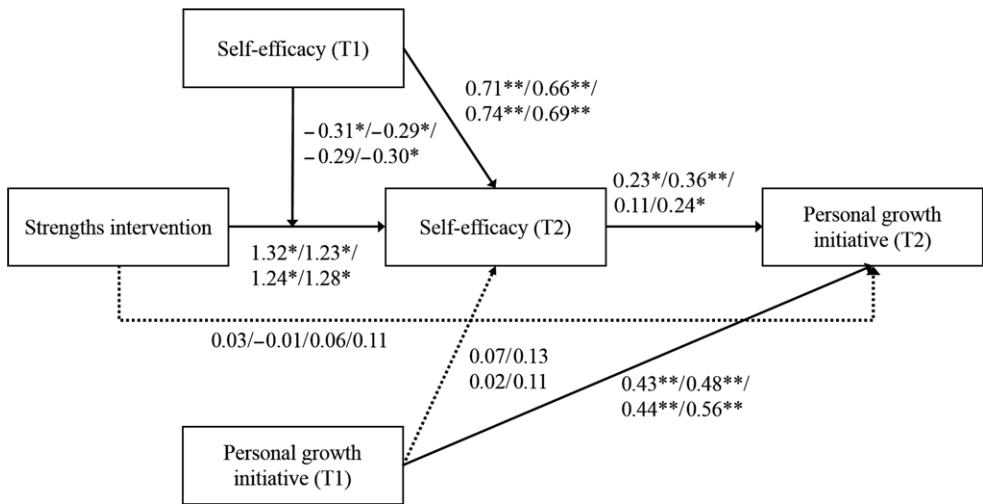 Self-efficacy (T1)
0.71**/0.66**/
0.74**/0.69**
−0.31*/−0.29*/
−0.29/−0.30*
Strengths intervention
1.32*/1.23*/
1.24*/1.28*
Self-efficacy (T2)
0.23*/0.36**/
0.11/0.24*
Personal growth
initiative (T2)
0.03/−0.01/0.06/0.11
0.07/0.13
0.02/0.11
0.43**/0.48**/
0.44**/0.56**
Personal growth
initiative (T1)